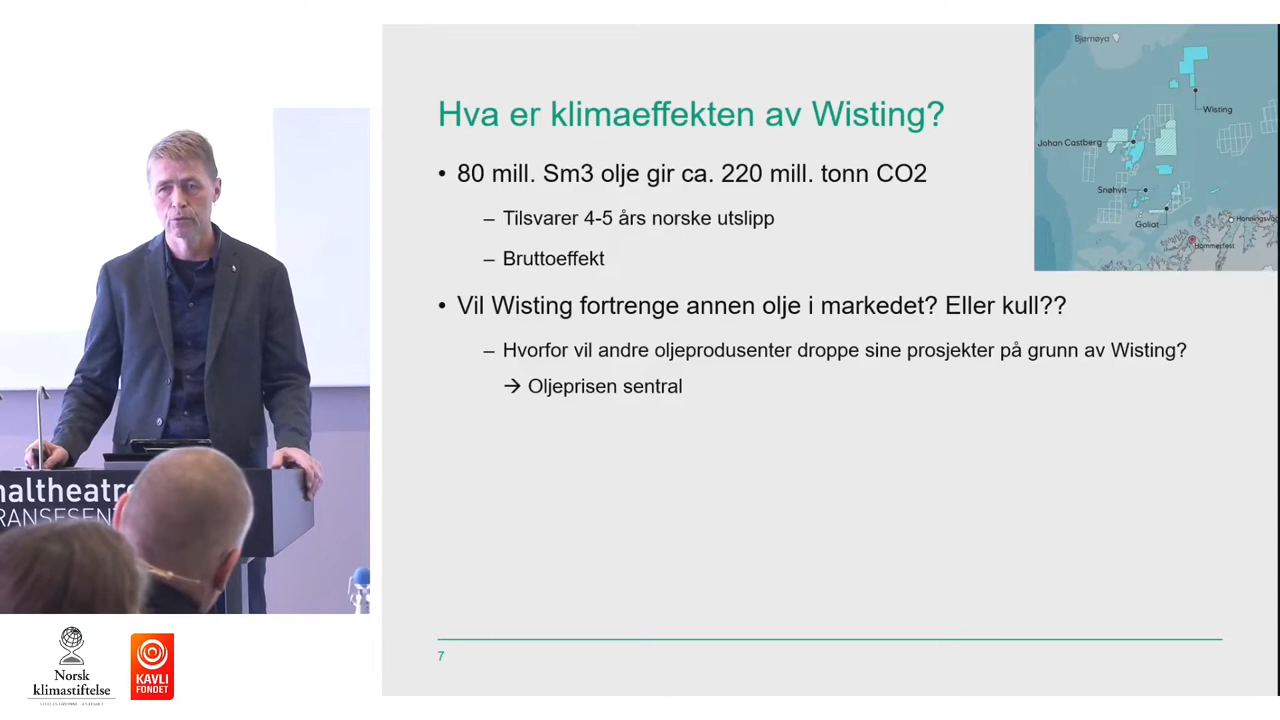 Hva er klimaeffekten av Wisting?
• 80 mill. Sm3 olje gir ca. 220 mill. tonn CO2
– Tilsvarer 4-5 års norske utslipp
– Bruttoeffekt
• Vil Wisting fortrenge annen olje i markedet? Eller kull??
– Hvorfor vil andre oljeprodusenter droppe sine prosjekter på grunn av Wisting?
→ Oljeprisen sentral
7
Bjørnøya
Wisting
Johan Castberg
Snøhvit
Goliat
Hammerfest
naltheatre
RANSESENT
Norsk
klimastiftelse
KAVLI
FONDET